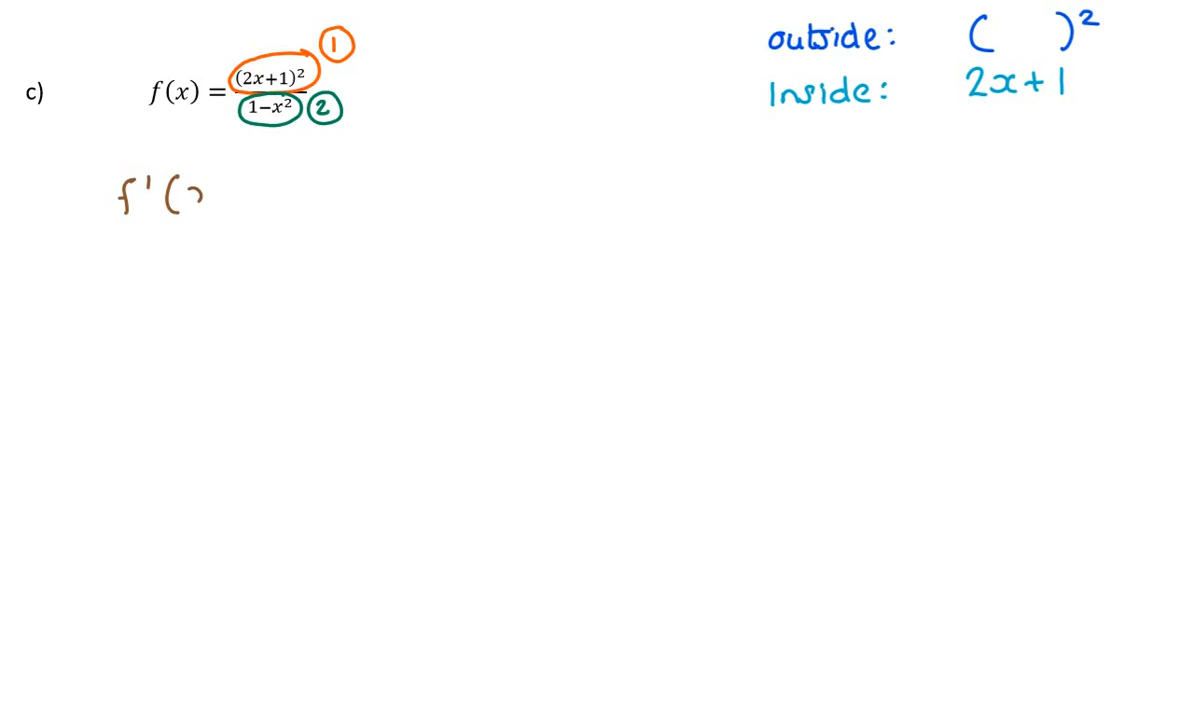 outside: ( )²
Inside: 2x+1
c) f(x) = (2x+1)² / 1−x² ① ②
f'(